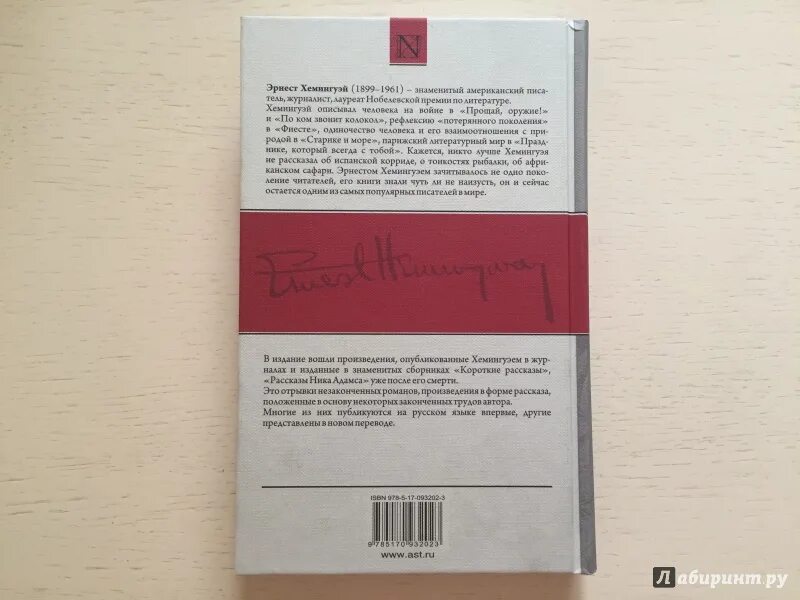 N
Эрнест Хемингуэй (1899–1961) – знаменитый американский писа-
тель, журналист, лауреат Нобелевской премии по литературе.
Хемингуэй описывал человека на войне в «Прощай, оружие!»
и «По ком звонит колокол», рефлексию «потерянного поколения»
в «Фиесте», одиночество человека и его взаимоотношения с при-
родой в «Старике и море», парижский литературный мир в «Празд-
нике, который всегда с тобой». Кажется, никто лучше Хемингуэя
не рассказал об испанской корриде, о тонкостях рыбалки, об аф-
риканском сафари. Эрнестом Хемингуэем зачитывалось не одно поко-
ление читателей, его книги знали чуть ли не наизусть, он и сейчас
остается одним из самых популярных писателей в мире.
Ernest Hemingway
В издание вошли произведения, опубликованные Хемингуэем в жур-
налах и изданные в знаменитых сборниках «Короткие рассказы»,
«Рассказы Ника Адамса» уже после его смерти.
Это отрывки незаконченных романов, произведения в форме рассказа,
положенные в основу некоторых законченных трудов автора.
Многие из них публикуются на русском языке впервые, другие
представлены в новом переводе.
ISBN 978-5-17-093202-3
9 785170 932023
www.ast.ru
Лабиринт.ру